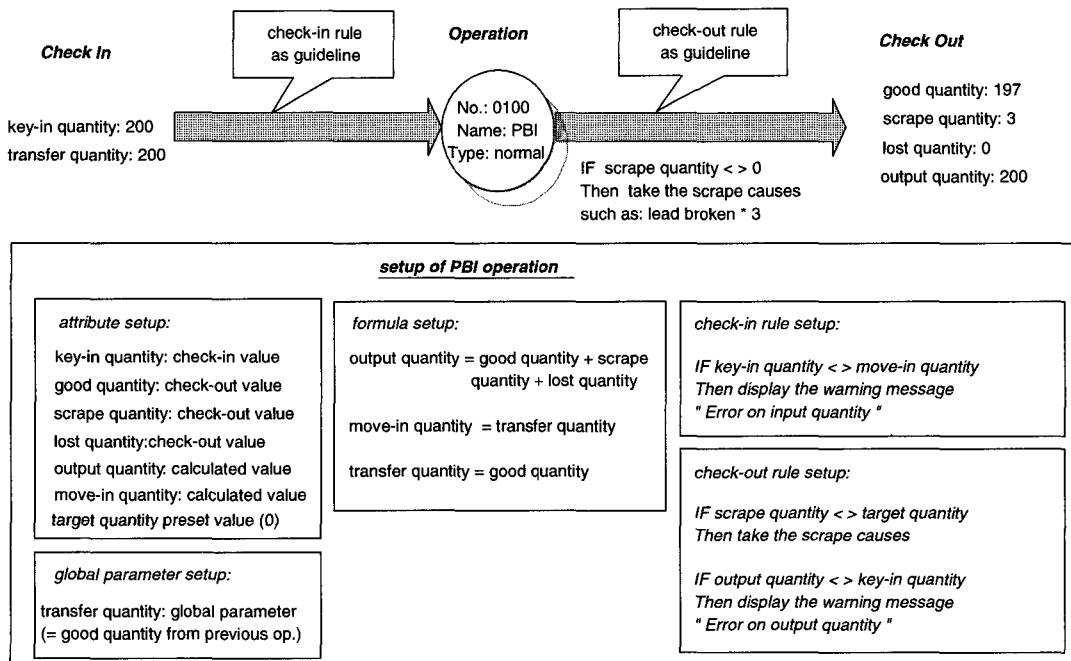 Check In
check-in rule
as guideline
Operation
check-out rule
as guideline
Check Out
key-in quantity: 200
transfer quantity: 200
No.: 0100
Name: PBI
Type: normal
IF scrape quantity < > 0
Then take the scrape causes
such as: lead broken * 3
good quantity: 197
scrape quantity: 3
lost quantity: 0
output quantity: 200
setup of PBI operation
attribute setup:
key-in quantity: check-in value
good quantity: check-out value
scrape quantity: check-out value
lost quantity:check-out value
output quantity: calculated value
move-in quantity: calculated value
target quantity preset value (0)
global parameter setup:
transfer quantity: global parameter
(= good quantity from previous op.)
formula setup:
output quantity = good quantity + scrape
quantity + lost quantity
move-in quantity = transfer quantity
transfer quantity = good quantity
check-in rule setup:
IF key-in quantity < > move-in quantity
Then display the warning message
" Error on input quantity "
check-out rule setup:
IF scrape quantity < > target quantity
Then take the scrape causes
IF output quantity < > key-in quantity
Then display the warning message
" Error on output quantity "